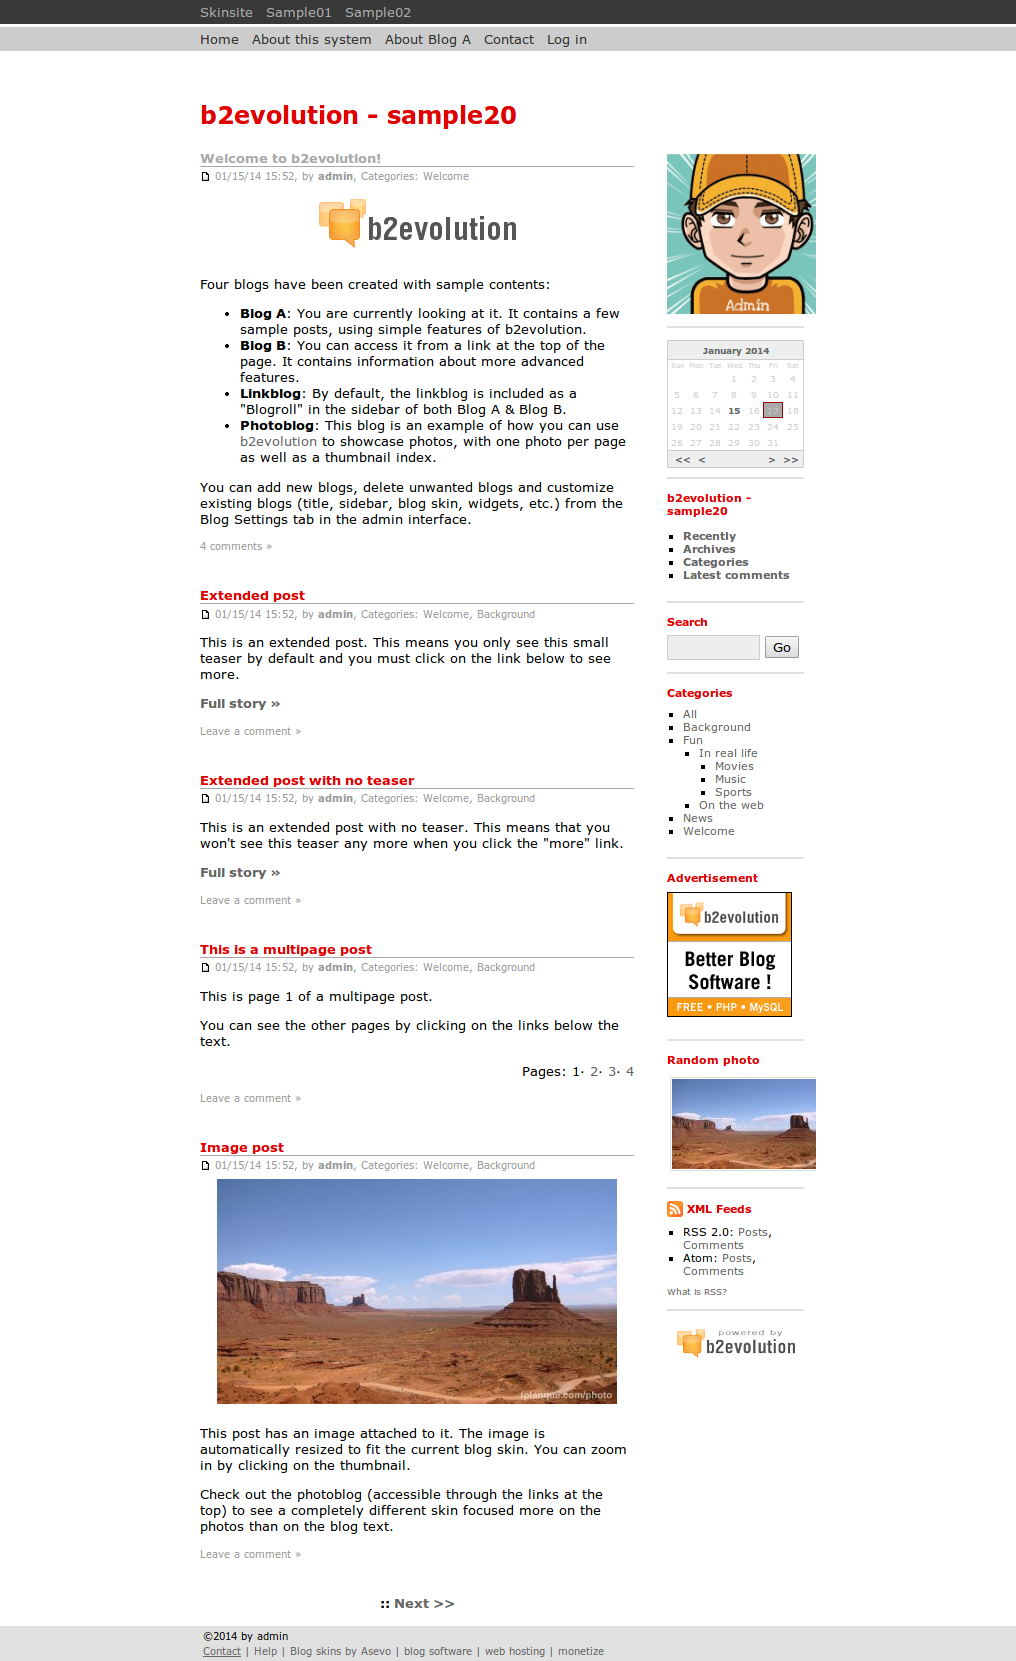 Skinsite Sample01 Sample02
Home About this system About Blog A Contact Log in
b2evolution - sample20
Welcome to b2evolution!
01/15/14 15:52, by admin, Categories: Welcome
b2evolution
Four blogs have been created with sample contents:
• Blog A: You are currently looking at it. It contains a few
sample posts, using simple features of b2evolution.
• Blog B: You can access it from a link at the top of the
page. It contains information about more advanced
features.
• Linkblog: By default, the linkblog is included as a
"Blogroll" in the sidebar of both Blog A & Blog B.
• Photoblog: This blog is an example of how you can use
b2evolution to showcase photos, with one photo per page
as well as a thumbnail index.
You can add new blogs, delete unwanted blogs and customize
existing blogs (title, sidebar, blog skin, widgets, etc.) from the
Blog Settings tab in the admin interface.
4 comments »
Extended post
01/15/14 15:52, by admin, Categories: Welcome, Background
This is an extended post. This means you only see this small
teaser by default and you must click on the link below to see
more.
Full story »
Leave a comment »
Extended post with no teaser
01/15/14 15:52, by admin, Categories: Welcome, Background
This is an extended post with no teaser. This means that you
won't see this teaser any more when you click the "more" link.
Full story »
Leave a comment »
This is a multipage post
01/15/14 15:52, by admin, Categories: Welcome, Background
This is page 1 of a multipage post.
You can see the other pages by clicking on the links below the
text.
Pages: 1· 2· 3· 4
Leave a comment »
Image post
01/15/14 15:52, by admin, Categories: Welcome, Background
fplanque.com/photo
This post has an image attached to it. The image is
automatically resized to fit the current blog skin. You can zoom
in by clicking on the thumbnail.
Check out the photoblog (accessible through the links at the
top) to see a completely different skin focused more on the
photos than on the blog text.
Leave a comment »
:: Next >>
Admin
January 2014
Sun Mon Tue Wed Thu Fri Sat
1 2 3 4
5 6 7 8 9 10 11
12 13 14 15 16 17 18
19 20 21 22 23 24 25
26 27 28 29 30 31
<< < > >>
b2evolution -
sample20
Recently
Archives
Categories
Latest comments
Search
Go
Categories
All
Background
Fun
In real life
Movies
Music
Sports
On the web
News
Welcome
Advertisement
b2evolution
Better Blog
Software !
FREE • PHP • MySQL
Random photo
XML Feeds
RSS 2.0: Posts,
Comments
Atom: Posts,
Comments
What is RSS?
powered by
b2evolution
©2014 by admin
Contact | Help | Blog skins by Asevo | blog software | web hosting | monetize